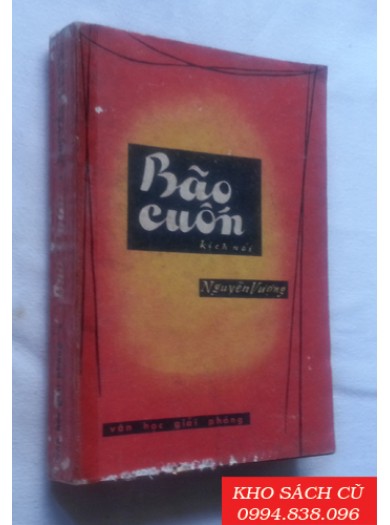 Bão
cuốn
kịch nói
Nguyễn Vương
văn học giải phóng
KHO SÁCH CŨ
0994.838.096